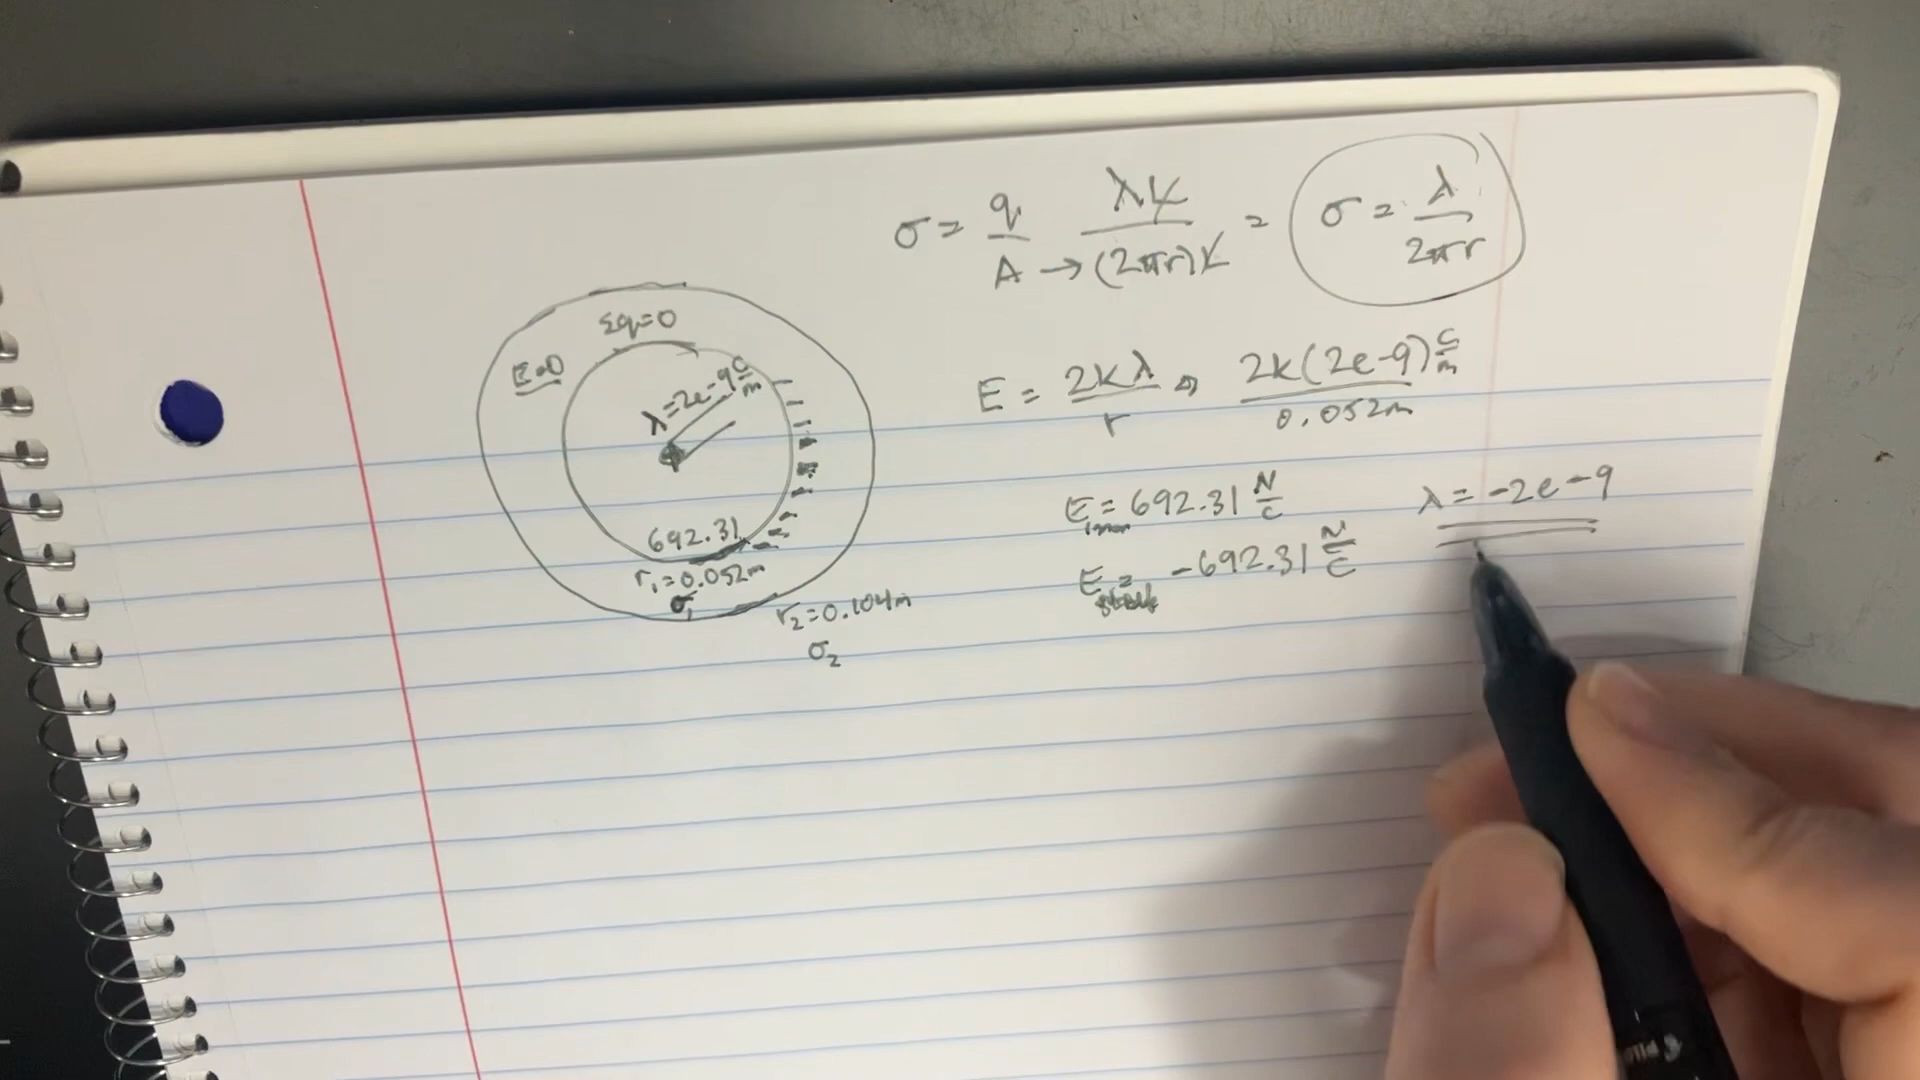 σ = q/A → λL/(2πr)L = σ = λ/2πr
Σq=0
E=0
λ=2e-9 C/m
E = 2kλ/r ⇒ 2k(2e-9) C/m / 0.052m
692.31
r₁=0.052m
σ₁
r₂=0.104m
σ₂
E = 692.31 N/C
λ = -2e-9
E = -692.31 N/C